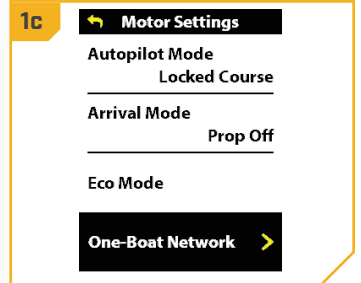 1c
Motor Settings
Autopilot Mode
Locked Course
Arrival Mode
Prop Off
Eco Mode
One-Boat Network